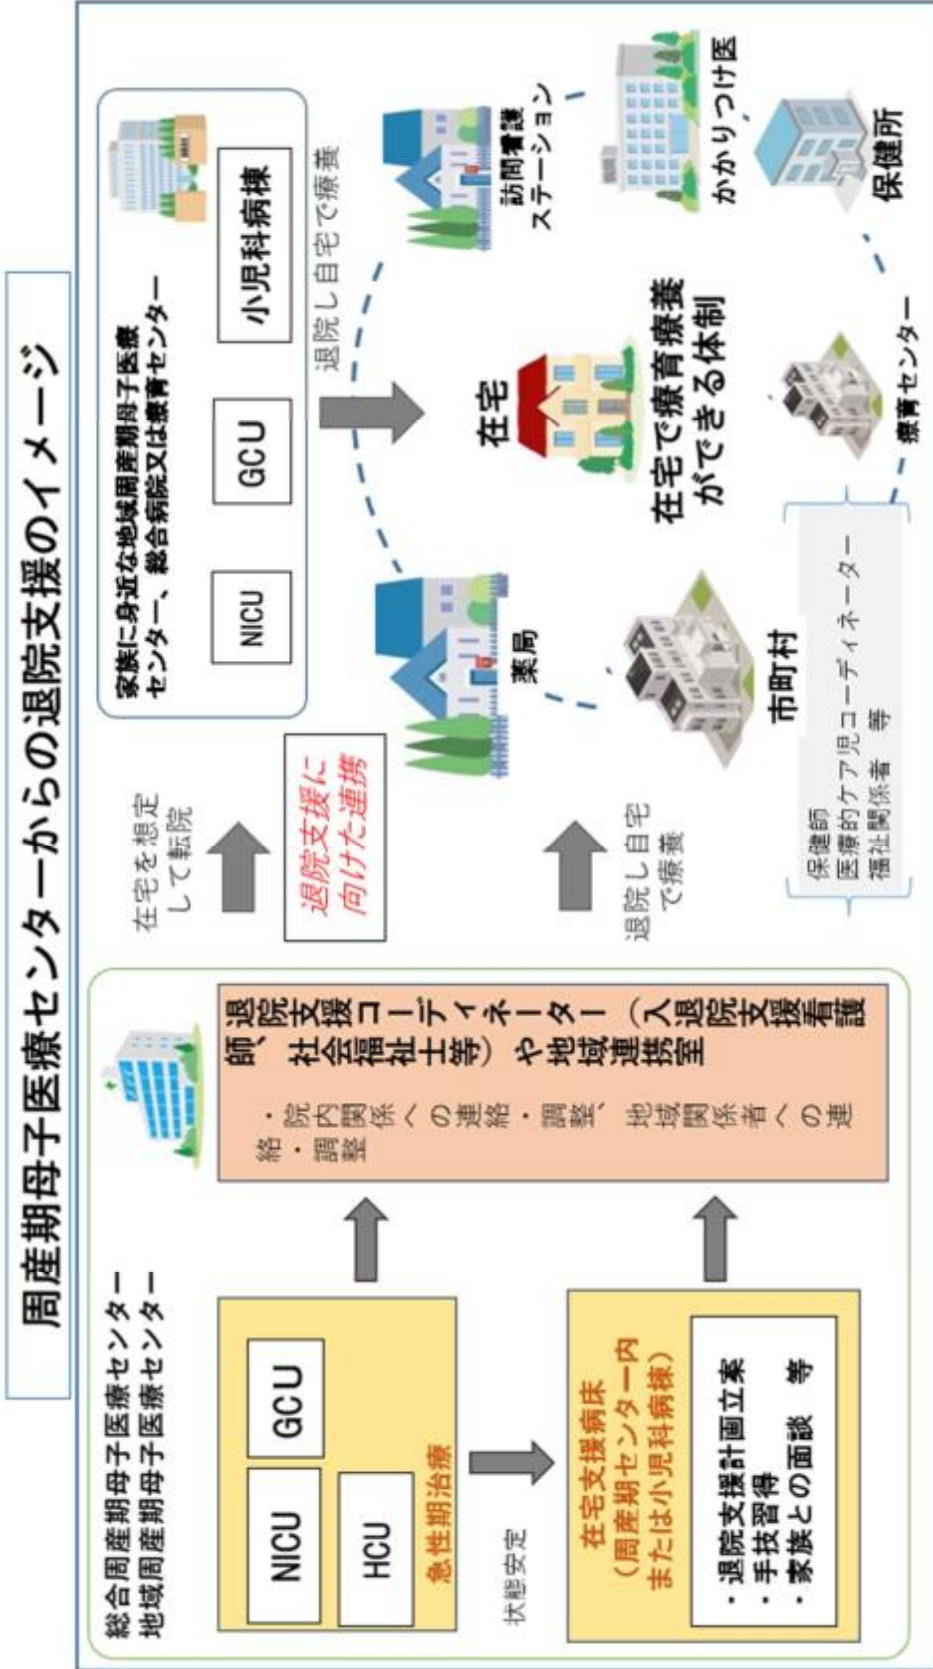 周産期母子医療センターからの退院支援のイメージ
総合周産期母子医療センター
地域周産期母子医療センター
NICU
GCU
HCU
急性期治療
状態安定
在宅支援病床
（周産期センター内
または小児科病棟）
・退院支援計画立案
・手技習得
・家族との面談　等
退院支援コーディネーター（入退院支援看護
師、社会福祉士等）や地域連携室
・院内関係への連絡・調整、地域関係者への連
絡・調整
在宅を想定
して転院
退院支援に
向けた連携
退院し自宅
で療養
家族に身近な地域周産期母子医療
センター、総合病院又は療育センター
NICU
GCU
小児科病棟
退院し自宅で療養
薬局
在宅
在宅で療育療養
ができる体制
訪問看護
ステーション
かかりつけ医
保健所
療育センター
市町村
保健師
医療的ケア児コーディネーター
福祉関係者　等